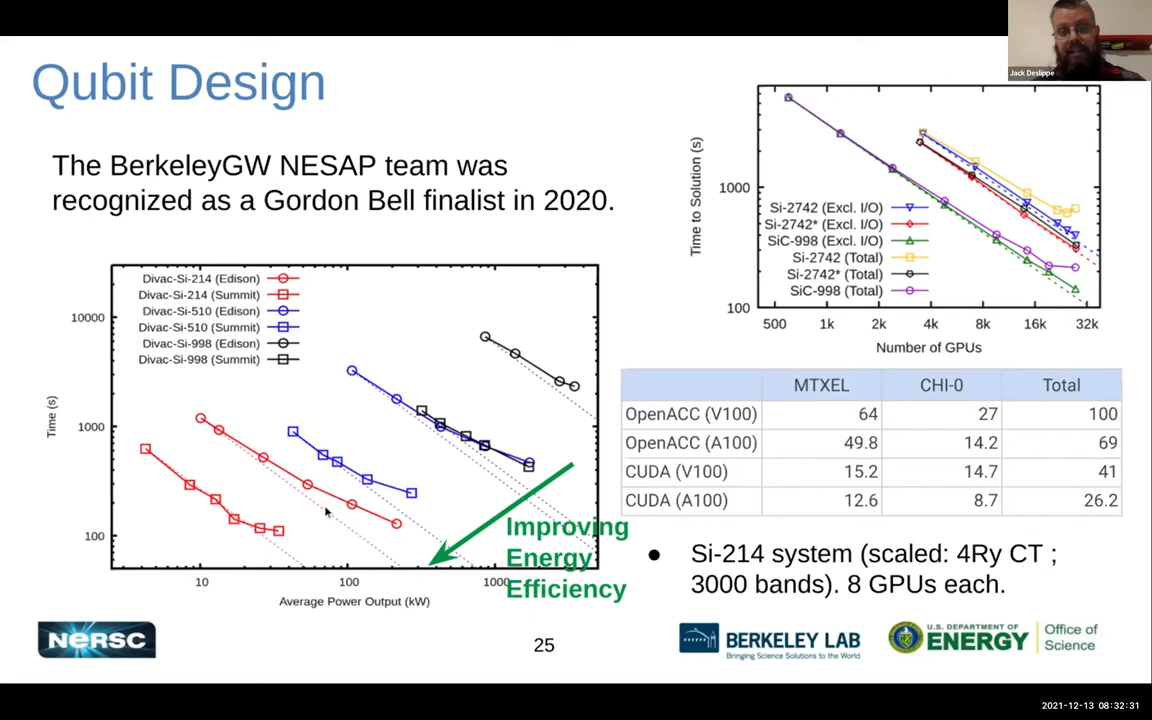 Jack Deslippe
Qubit Design
The BerkeleyGW NESAP team was
recognized as a Gordon Bell finalist in 2020.
Time to Solution (s)
1000
100
Si-2742 (Excl. I/O)
Si-2742* (Excl. I/O)
SiC-998 (Excl. I/O)
Si-2742 (Total)
Si-2742* (Total)
SiC-998 (Total)
500 1k 2k 4k 8k 16k 32k
Number of GPUs
Divac-Si-214 (Edison)
Divac-Si-214 (Summit)
Divac-Si-510 (Edison)
Divac-Si-510 (Summit)
Divac-Si-998 (Edison)
Divac-Si-998 (Summit)
Time (s)
10000
1000
100
10 100 1000
Average Power Output (kW)
Improving
Energy
Efficiency
MTXEL CHI-0 Total
OpenACC (V100) 64 27 100
OpenACC (A100) 49.8 14.2 69
CUDA (V100) 15.2 14.7 41
CUDA (A100) 12.6 8.7 26.2
● Si-214 system (scaled: 4Ry CT ;
3000 bands). 8 GPUs each.
NERSC
25
BERKELEY LAB
Bringing Science Solutions to the World
U.S. DEPARTMENT OF
ENERGY
Office of
Science
2021-12-13 08:32:31